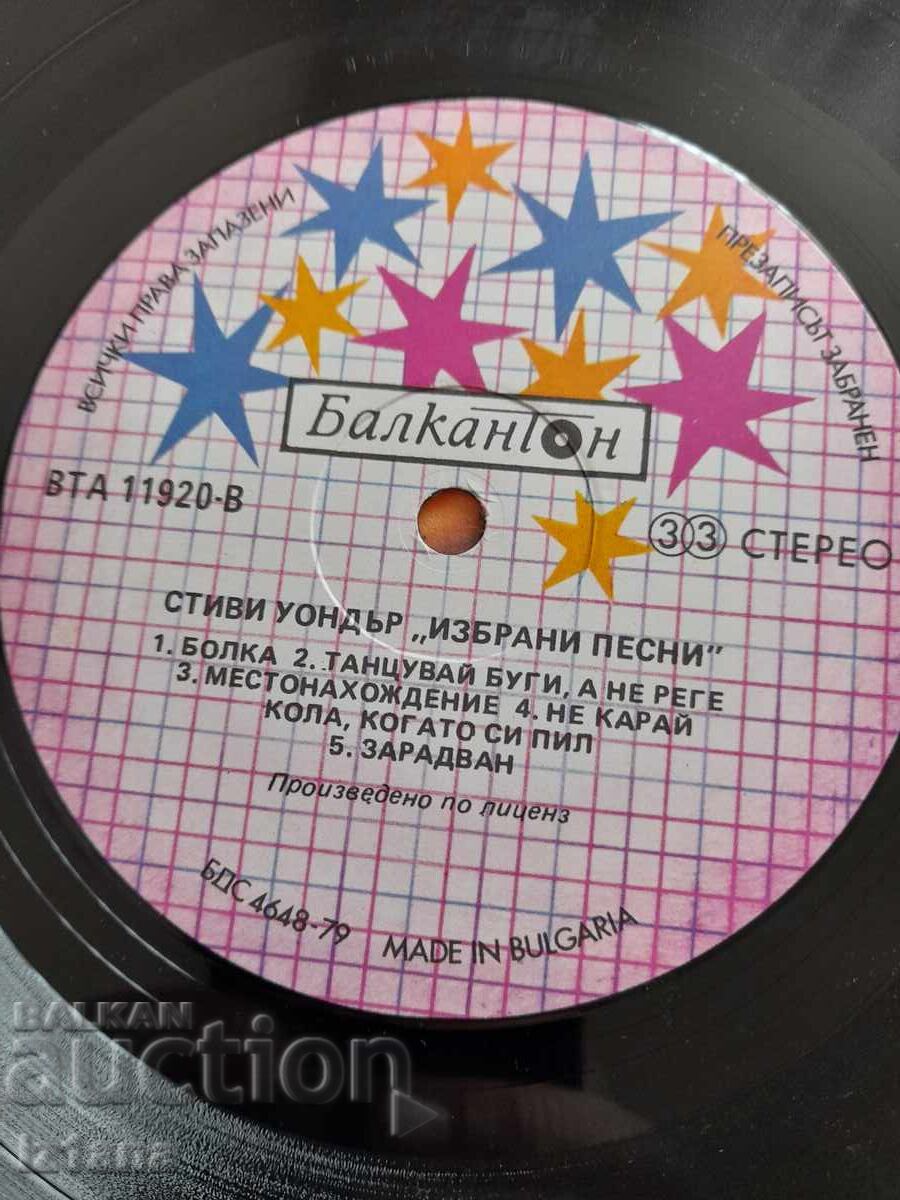 ВСИЧКИ ПРАВА ЗАПАЗЕНИ
ПРЕЗАПИСЪТ ЗАБРАНЕН
Балкантон
ВТА 11920-В
33 СТЕРЕО
СТИВИ УОНДЪР „ИЗБРАНИ ПЕСНИ"
1. БОЛКА 2. ТАНЦУВАЙ БУГИ, А НЕ РЕГЕ
3. МЕСТОНАХОЖДЕНИЕ 4. НЕ КАРАЙ
КОЛА, КОГАТО СИ ПИЛ
5. ЗАРАДВАН
Произведено по лиценз
БДС 4648-79
MADE IN BULGARIA
BALKAN
auction